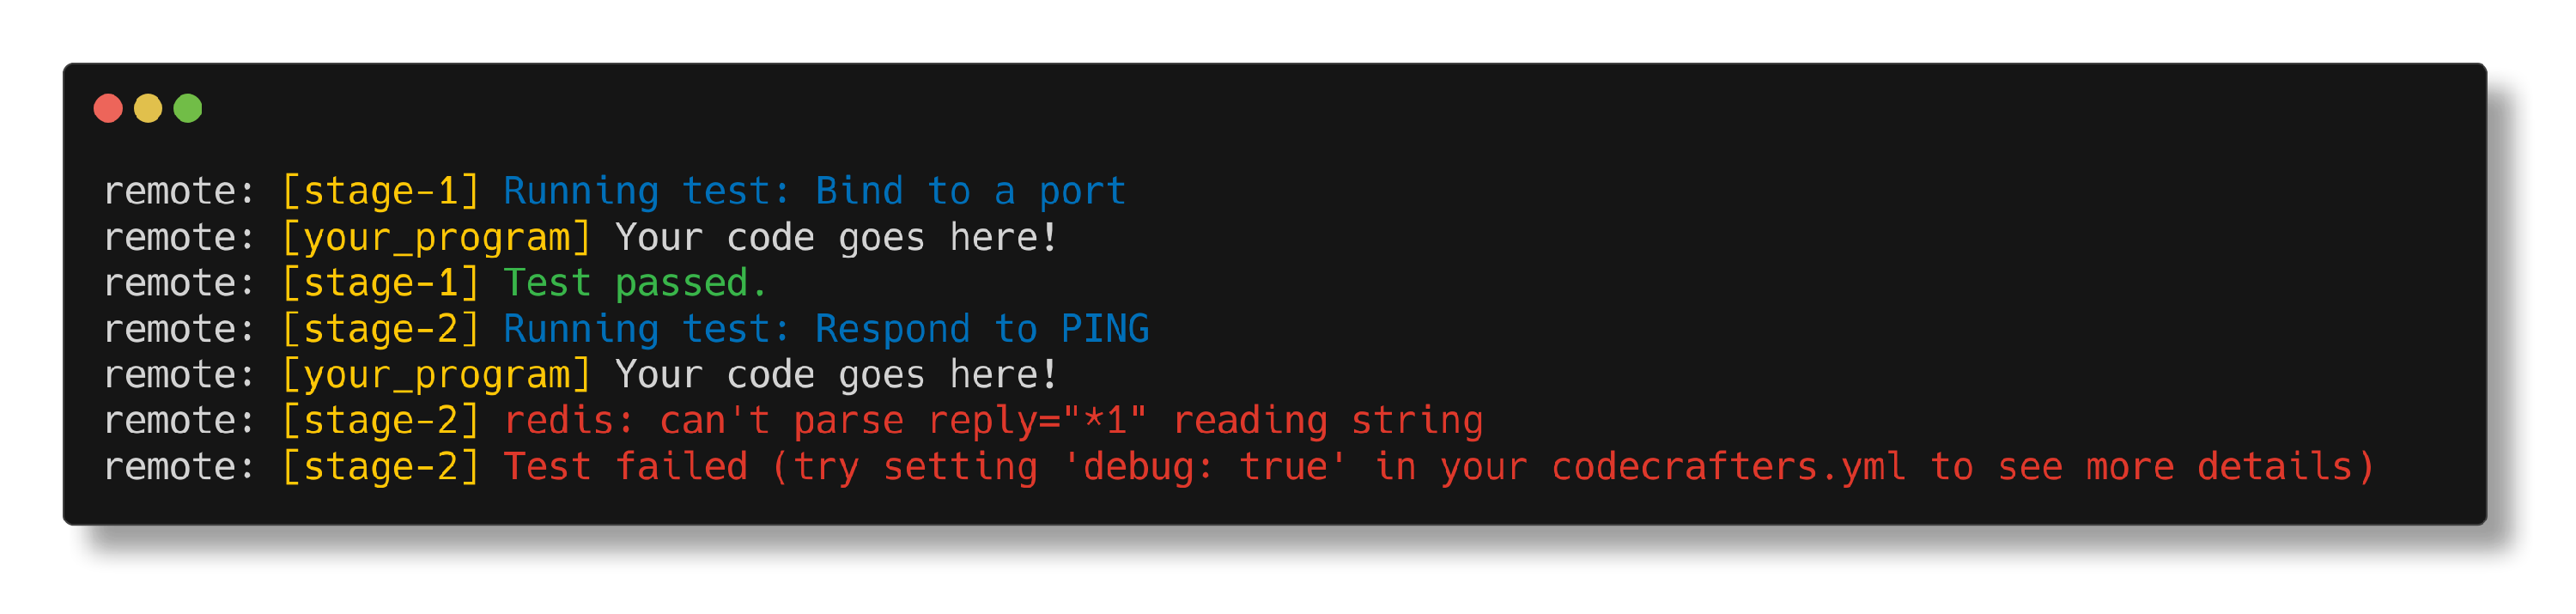 remote: [stage-1] Running test: Bind to a port
remote: [your_program] Your code goes here!
remote: [stage-1] Test passed.
remote: [stage-2] Running test: Respond to PING
remote: [your_program] Your code goes here!
remote: [stage-2] redis: can't parse reply="*1" reading string
remote: [stage-2] Test failed (try setting 'debug: true' in your codecrafters.yml to see more details)